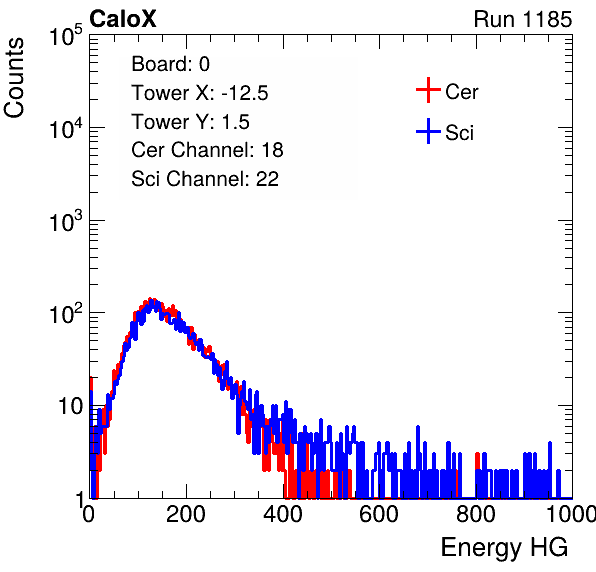 CaloX
Run 1185
Counts
10^5
10^4
10^3
10^2
10
1
Board: 0
Tower X: -12.5
Tower Y: 1.5
Cer Channel: 18
Sci Channel: 22
Cer
Sci
0 200 400 600 800 1000
Energy HG